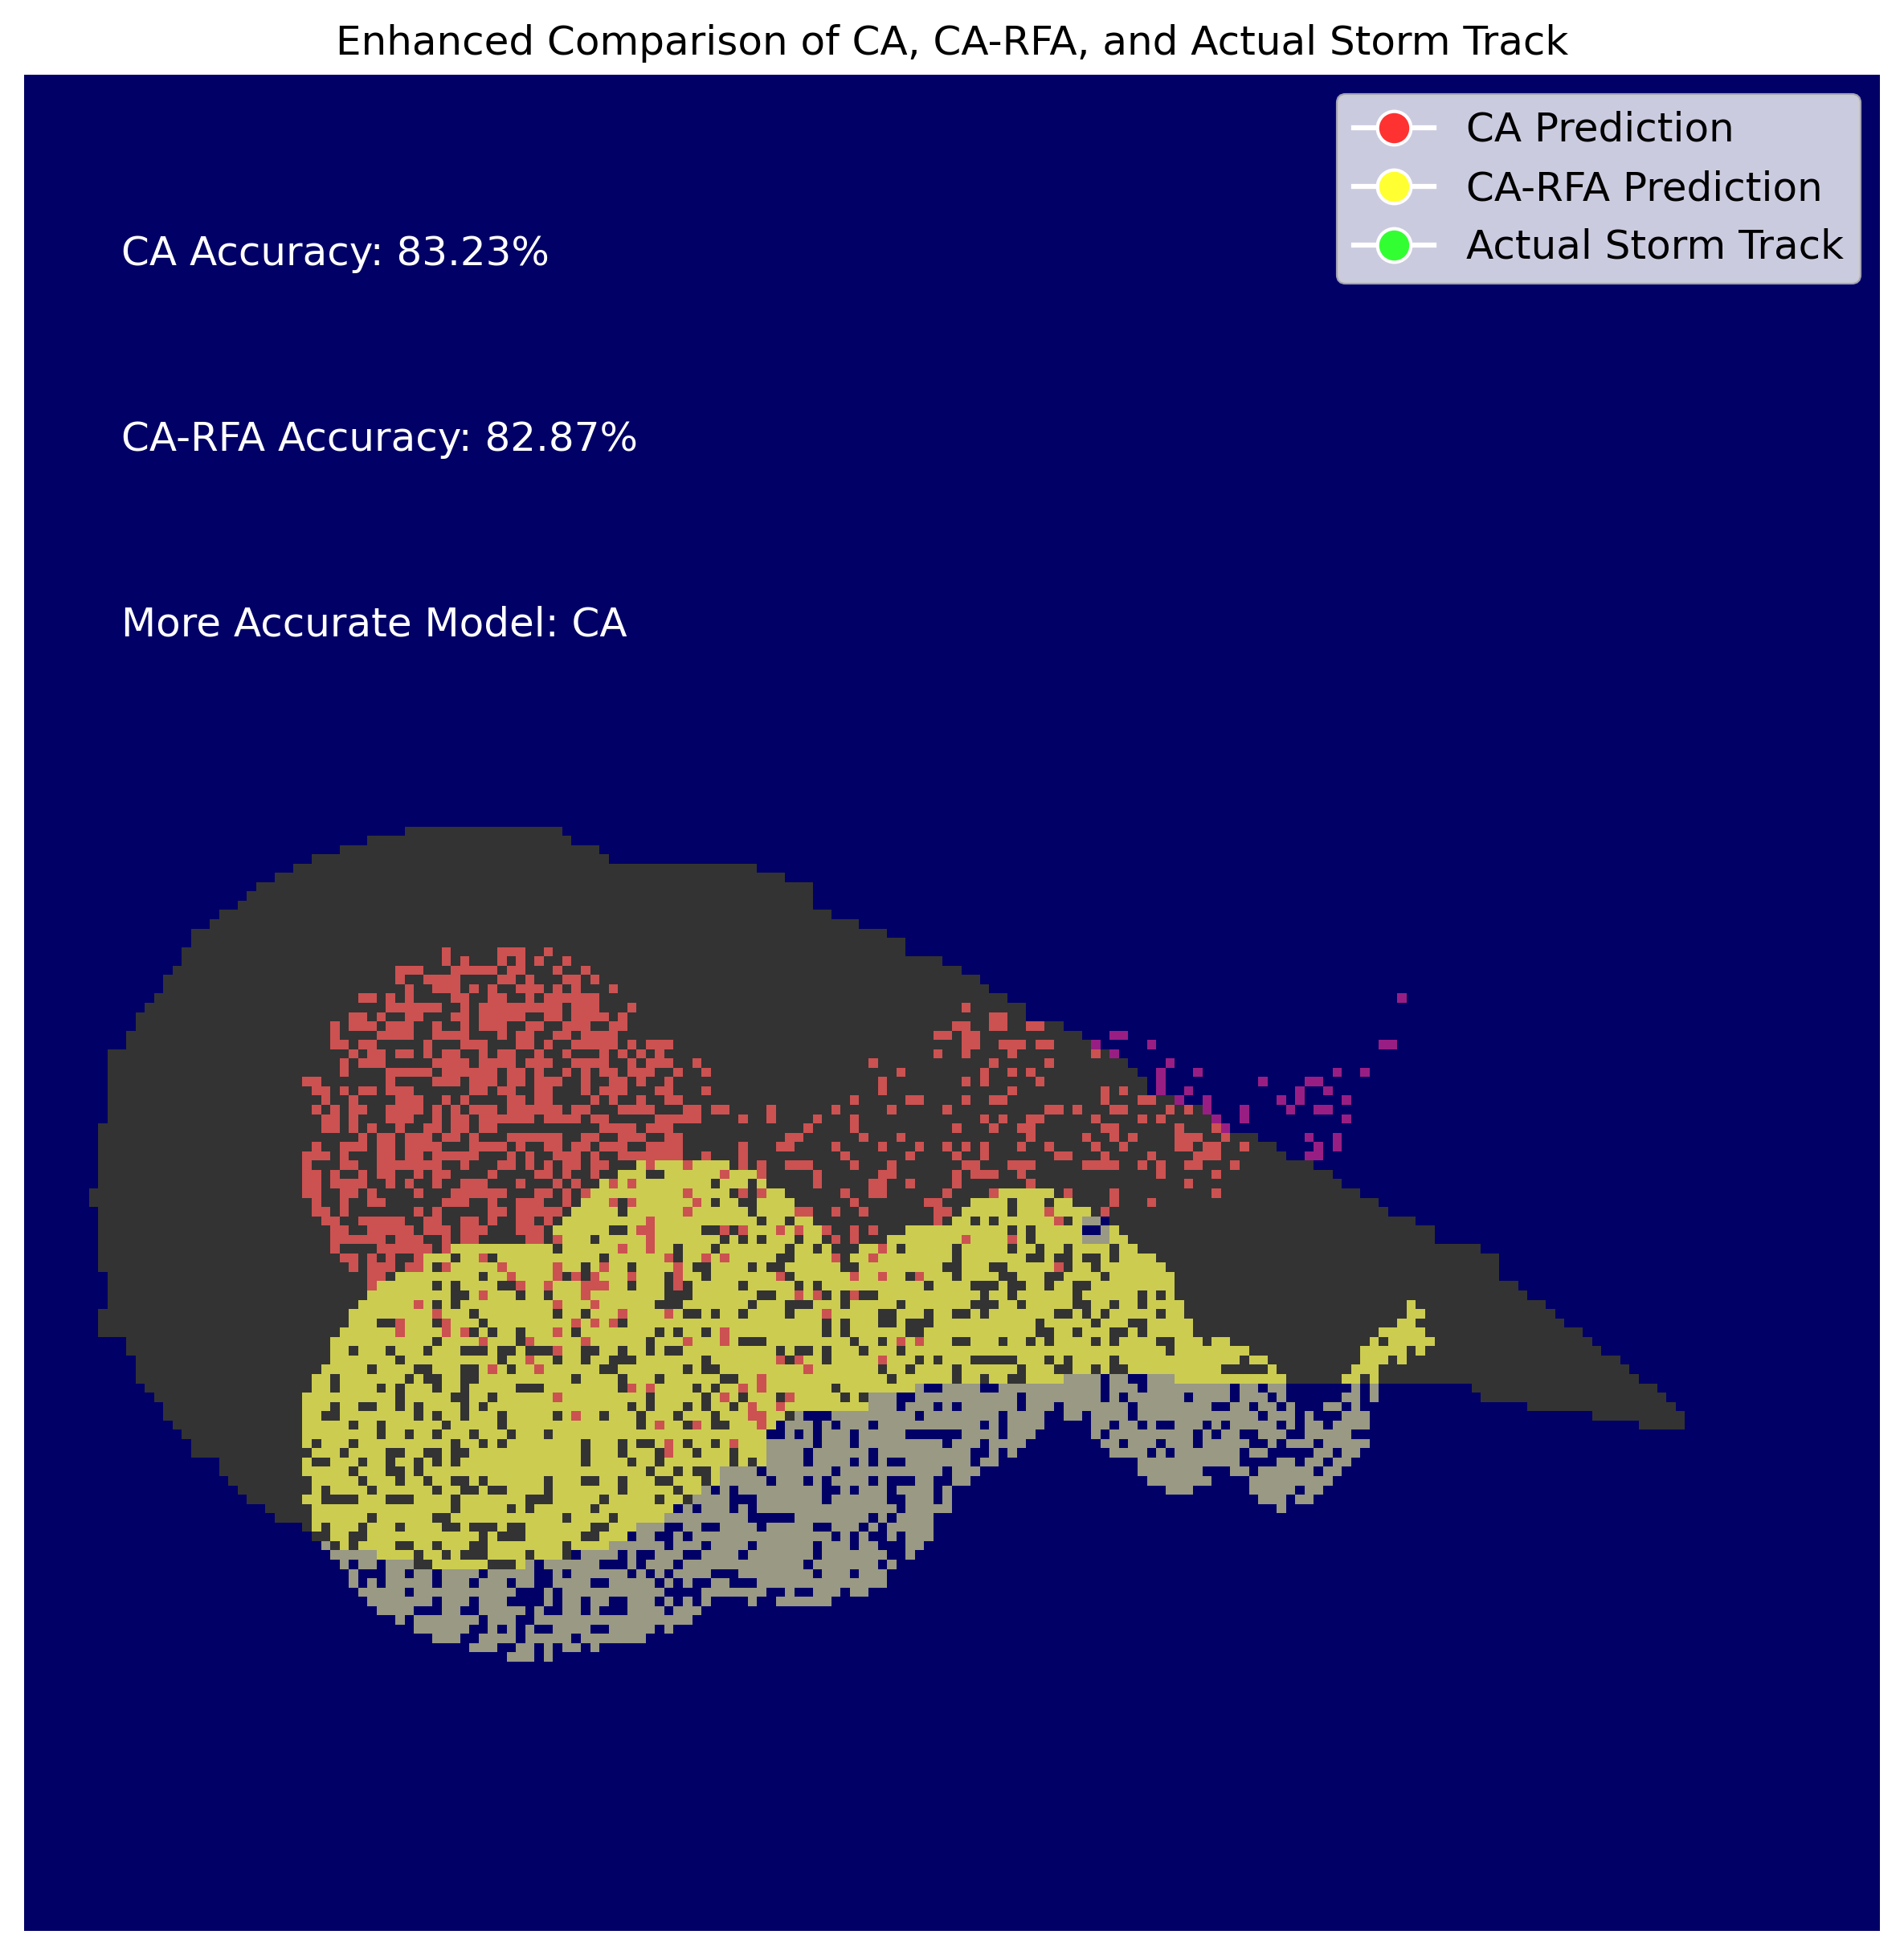 Enhanced Comparison of CA, CA-RFA, and Actual Storm Track
CA Prediction
CA-RFA Prediction
Actual Storm Track
CA Accuracy: 83.23%
CA-RFA Accuracy: 82.87%
More Accurate Model: CA